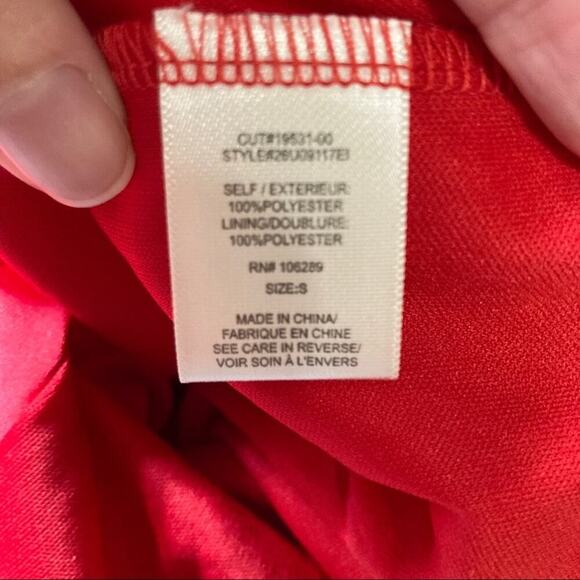 CUT#19531-00
STYLE#26U09117EI
SELF / EXTERIEUR:
100%POLYESTER
LINING/DOUBLURE:
100%POLYESTER
RN# 106289
SIZE:S
MADE IN CHINA/
FABRIQUE EN CHINE
SEE CARE IN REVERSE/
VOIR SOIN À L'ENVERS